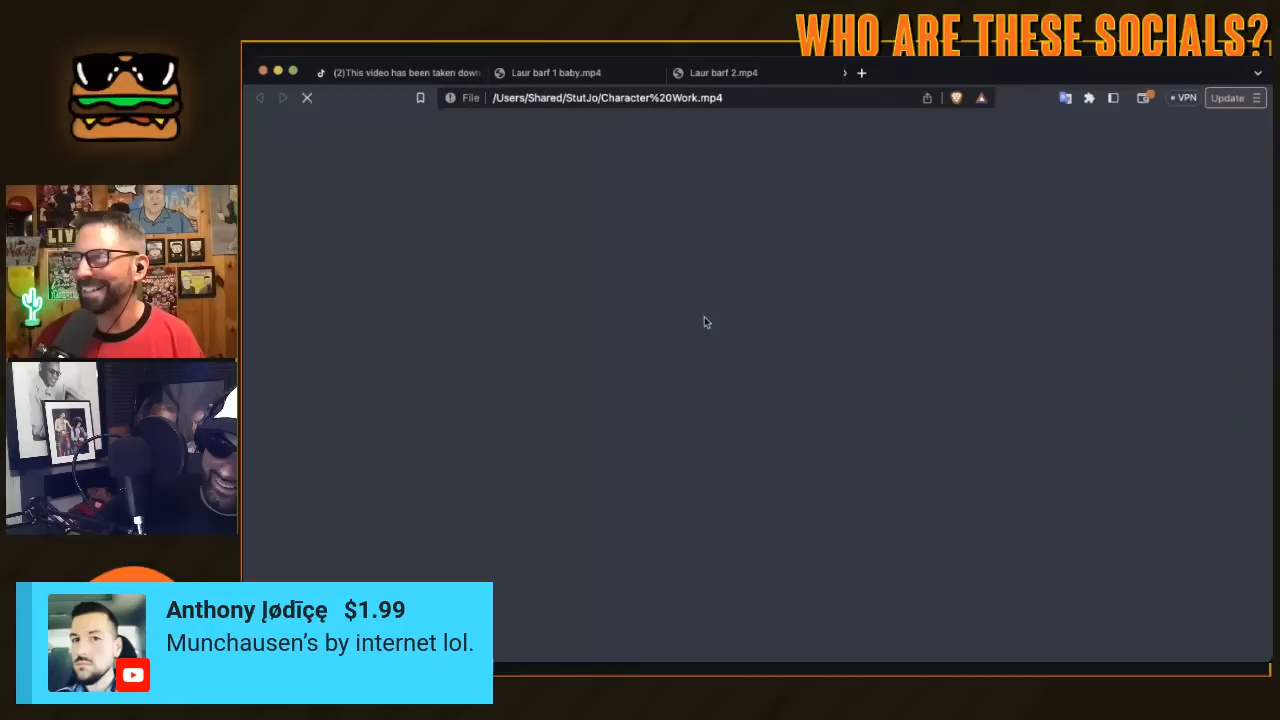 WHO ARE THESE SOCIALS?
(2)This video has been taken down
Laur barf 1 baby.mp4
Laur barf 2.mp4
File
/Users/Shared/StutJo/Character%20Work.mp4
VPN
Update
LIV
Anthony Įødīçę $1.99
Munchausen’s by internet lol.